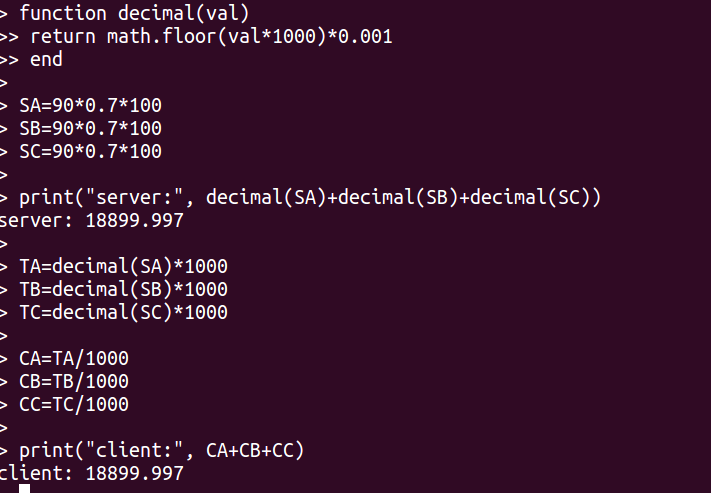 > function decimal(val)
>> return math.floor(val*1000)*0.001
>> end
>
> SA=90*0.7*100
> SB=90*0.7*100
> SC=90*0.7*100
>
> print("server:", decimal(SA)+decimal(SB)+decimal(SC))
server: 18899.997
>
> TA=decimal(SA)*1000
> TB=decimal(SB)*1000
> TC=decimal(SC)*1000
>
> CA=TA/1000
> CB=TB/1000
> CC=TC/1000
>
> print("client:", CA+CB+CC)
client: 18899.997